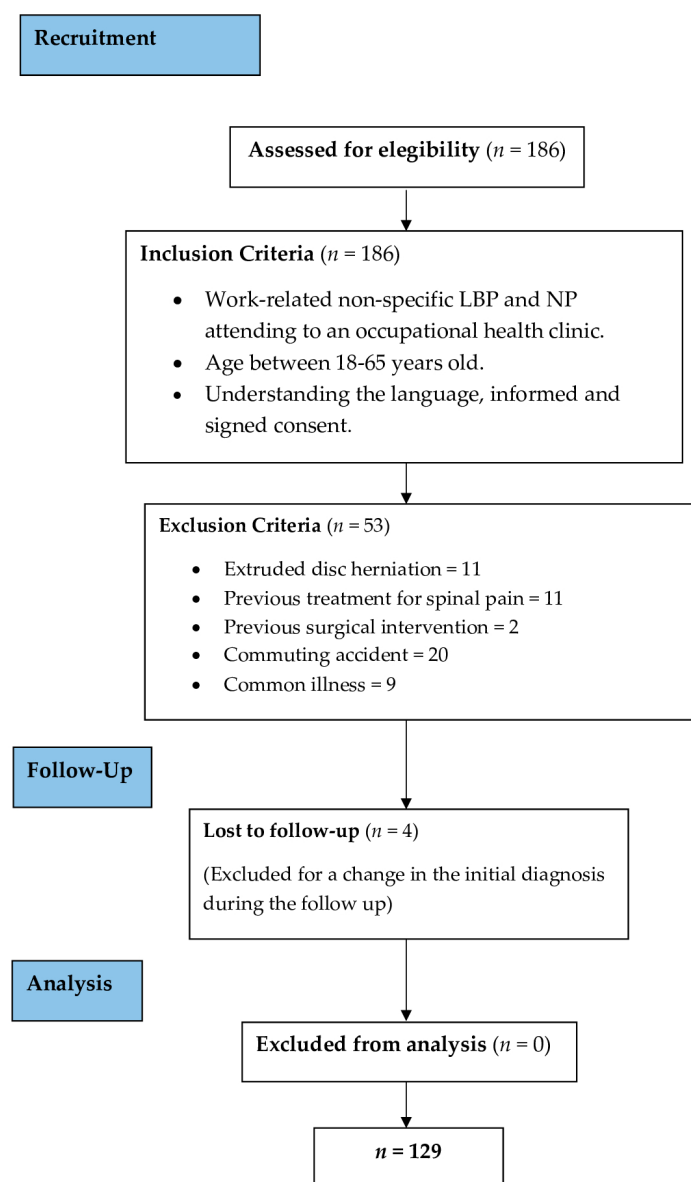 Recruitment
Assessed for elegibility (n = 186)
Inclusion Criteria (n = 186)
• Work-related non-specific LBP and NP
attending to an occupational health clinic.
• Age between 18-65 years old.
• Understanding the language, informed and
signed consent.
Exclusion Criteria (n = 53)
• Extruded disc herniation = 11
• Previous treatment for spinal pain = 11
• Previous surgical intervention = 2
• Commuting accident = 20
• Common illness = 9
Follow-Up
Lost to follow-up (n = 4)
(Excluded for a change in the initial diagnosis
during the follow up)
Analysis
Excluded from analysis (n = 0)
n = 129